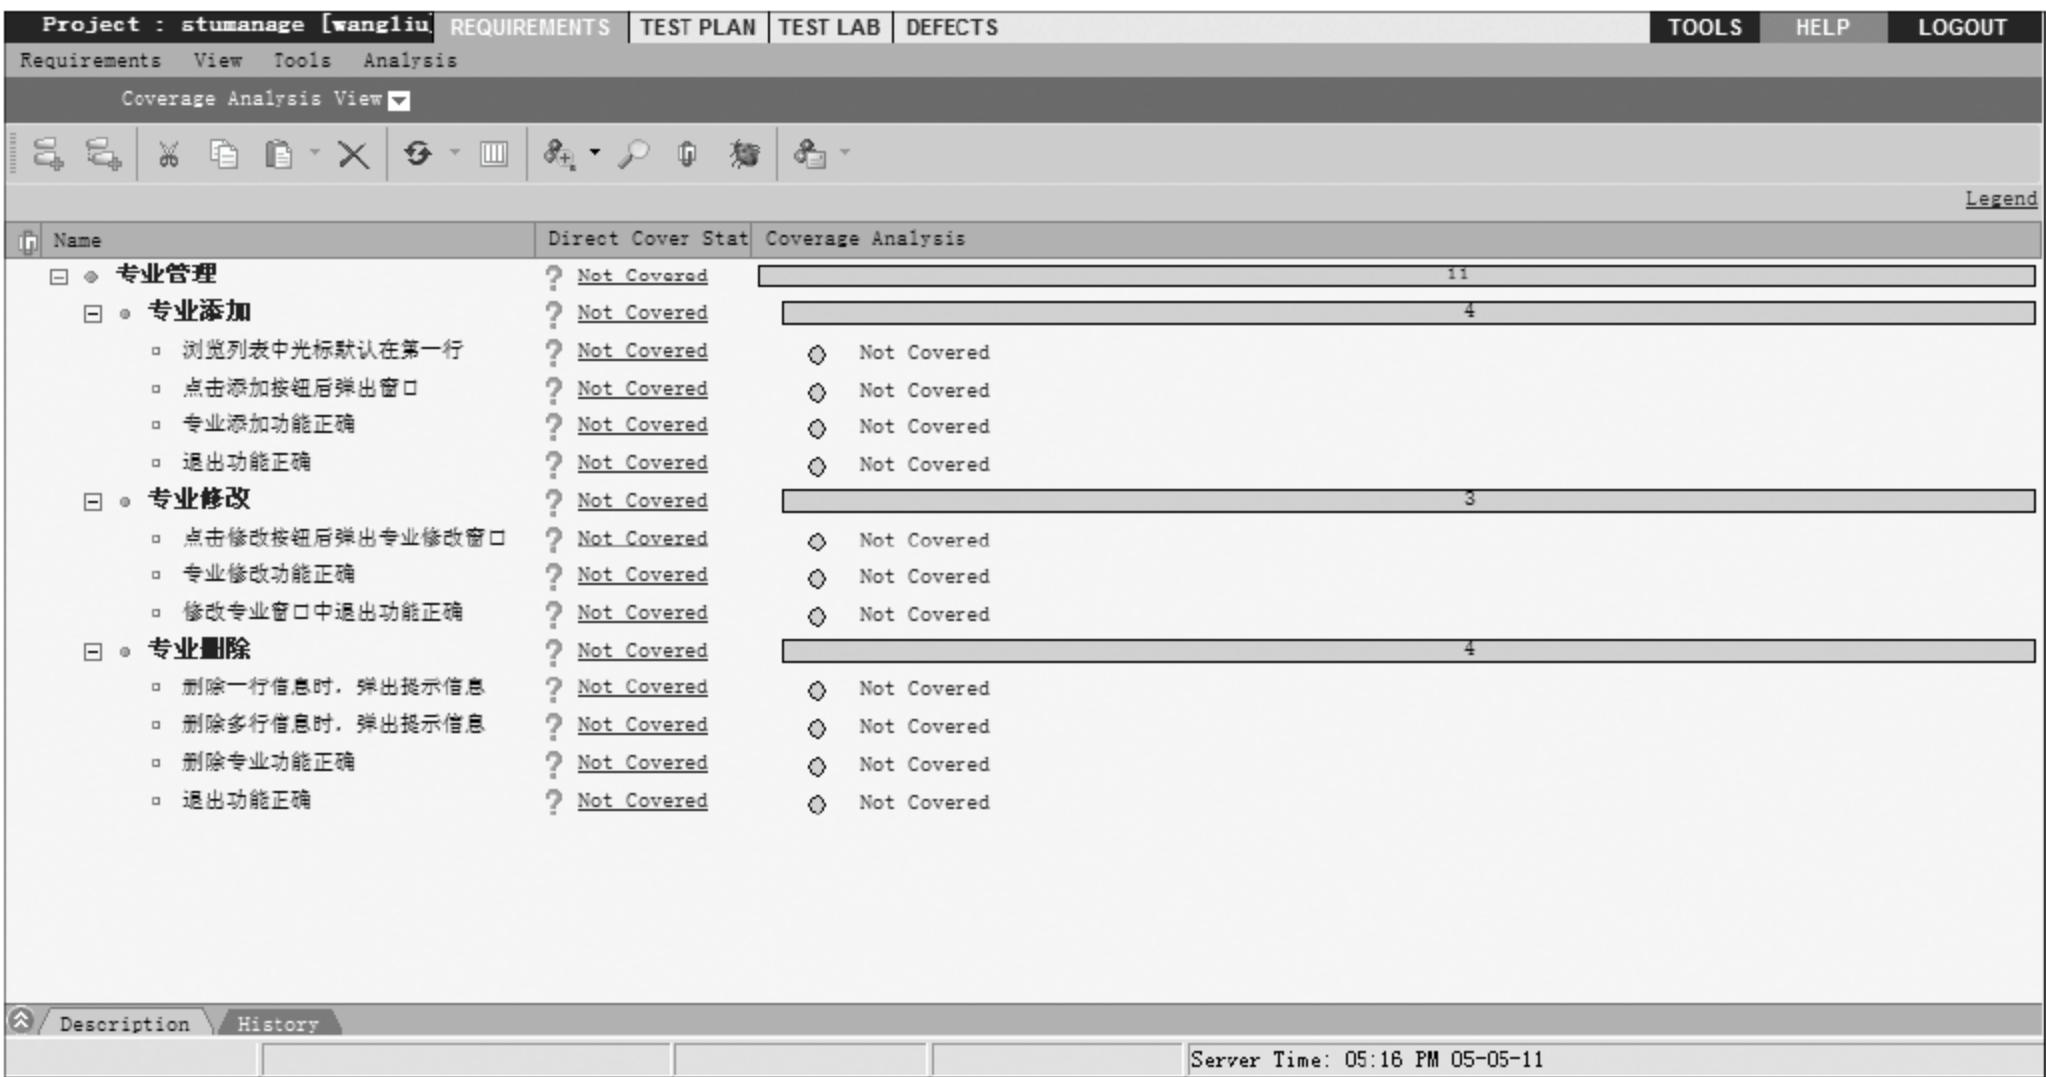 Project : stumanage [wangliu REQUIREMENTS TEST PLAN TEST LAB DEFECTS TOOLS HELP LOGOUT
Requirements View Tools Analysis
Coverage Analysis View
Legend
Name Direct Cover Stat Coverage Analysis
专业管理 ? Not Covered 11
专业添加 ? Not Covered 4
浏览列表中光标默认在第一行 ? Not Covered Not Covered
点击添加按钮后弹出窗口 ? Not Covered Not Covered
专业添加功能正确 ? Not Covered Not Covered
退出功能正确 ? Not Covered Not Covered
专业修改 ? Not Covered 3
点击修改按钮后弹出专业修改窗口 ? Not Covered Not Covered
专业修改功能正确 ? Not Covered Not Covered
修改专业窗口中退出功能正确 ? Not Covered Not Covered
专业删除 ? Not Covered 4
删除一行信息时，弹出提示信息 ? Not Covered Not Covered
删除多行信息时，弹出提示信息 ? Not Covered Not Covered
删除专业功能正确 ? Not Covered Not Covered
退出功能正确 ? Not Covered Not Covered
Description History
Server Time: 05:16 PM 05-05-11